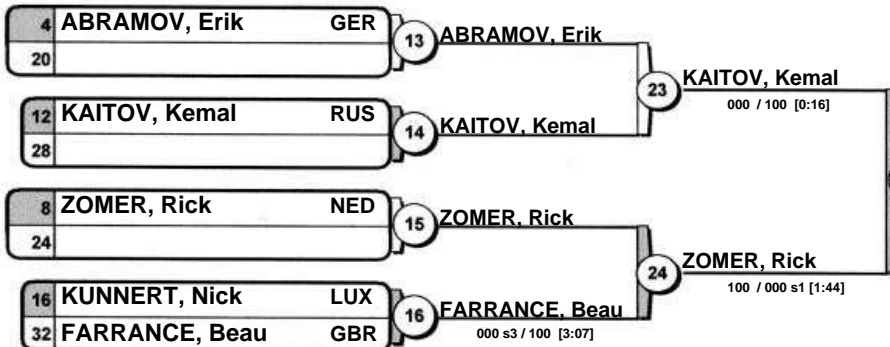 4 ABRAMOV, Erik GER
20
13 ABRAMOV, Erik
12 KAITOV, Kemal RUS
28
14 KAITOV, Kemal
23 KAITOV, Kemal
000 / 100 [0:16]
8 ZOMER, Rick NED
24
15 ZOMER, Rick
16 KUNNERT, Nick LUX
32 FARRANCE, Beau GBR
16 FARRANCE, Beau
000 s3 / 100 [3:07]
24 ZOMER, Rick
100 / 000 s1 [1:44]